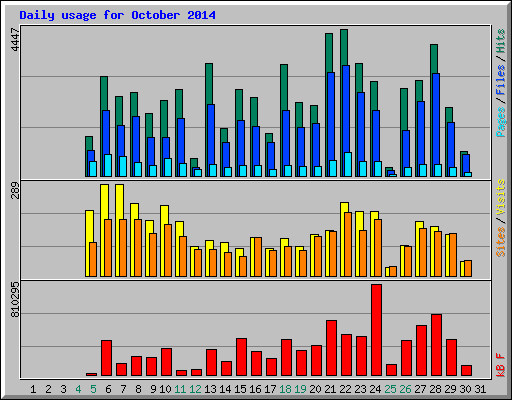 Daily usage for October 2014
4447
Pages / Files / Hits
289
Sites / Visits
810295
kB F
1 2 3 4 5 6 7 8 9 10 11 12 13 14 15 16 17 18 19 20 21 22 23 24 25 26 27 28 29 30 31